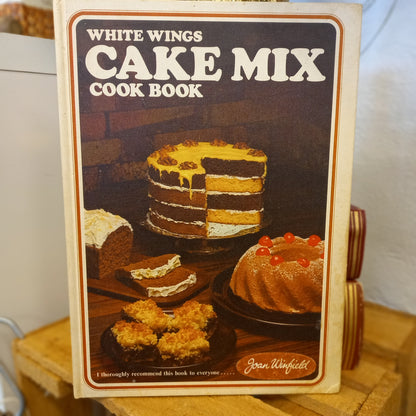 WHITE WINGS
CAKE MIX
COOK BOOK
I thoroughly recommend this book to everyone.....
Joan Winfield